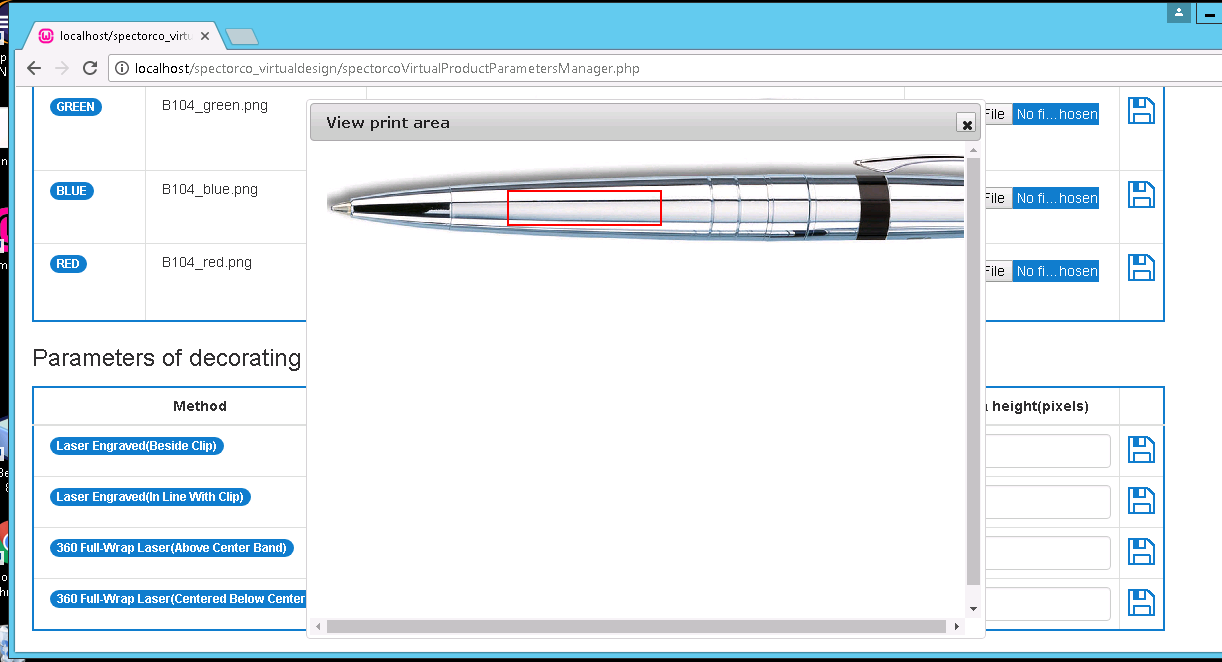 localhost/spectorco_virtu
localhost/spectorco_virtualdesign/spectorcoVirtualProductParametersManager.php
GREEN B104_green.png File No fi...hosen
View print area
BLUE B104_blue.png File No fi...hosen
RED B104_red.png File No fi...hosen
Parameters of decorating
Method height(pixels)
Laser Engraved(Beside Clip)
Laser Engraved(In Line With Clip)
360 Full-Wrap Laser(Above Center Band)
360 Full-Wrap Laser(Centered Below Center